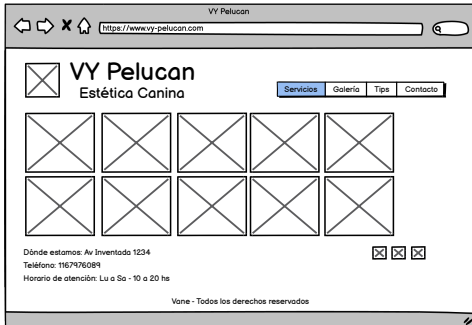 VY Pelucan
https://www.vy-pelucan.com
VY Pelucan
Estética Canina
Servicios Galería Tips Contacto
Dónde estamos: Av Inventada 1234
Teléfono: 1167976089
Horario de atención: Lu a Sa - 10 a 20 hs
Vane - Todos los derechos reservados